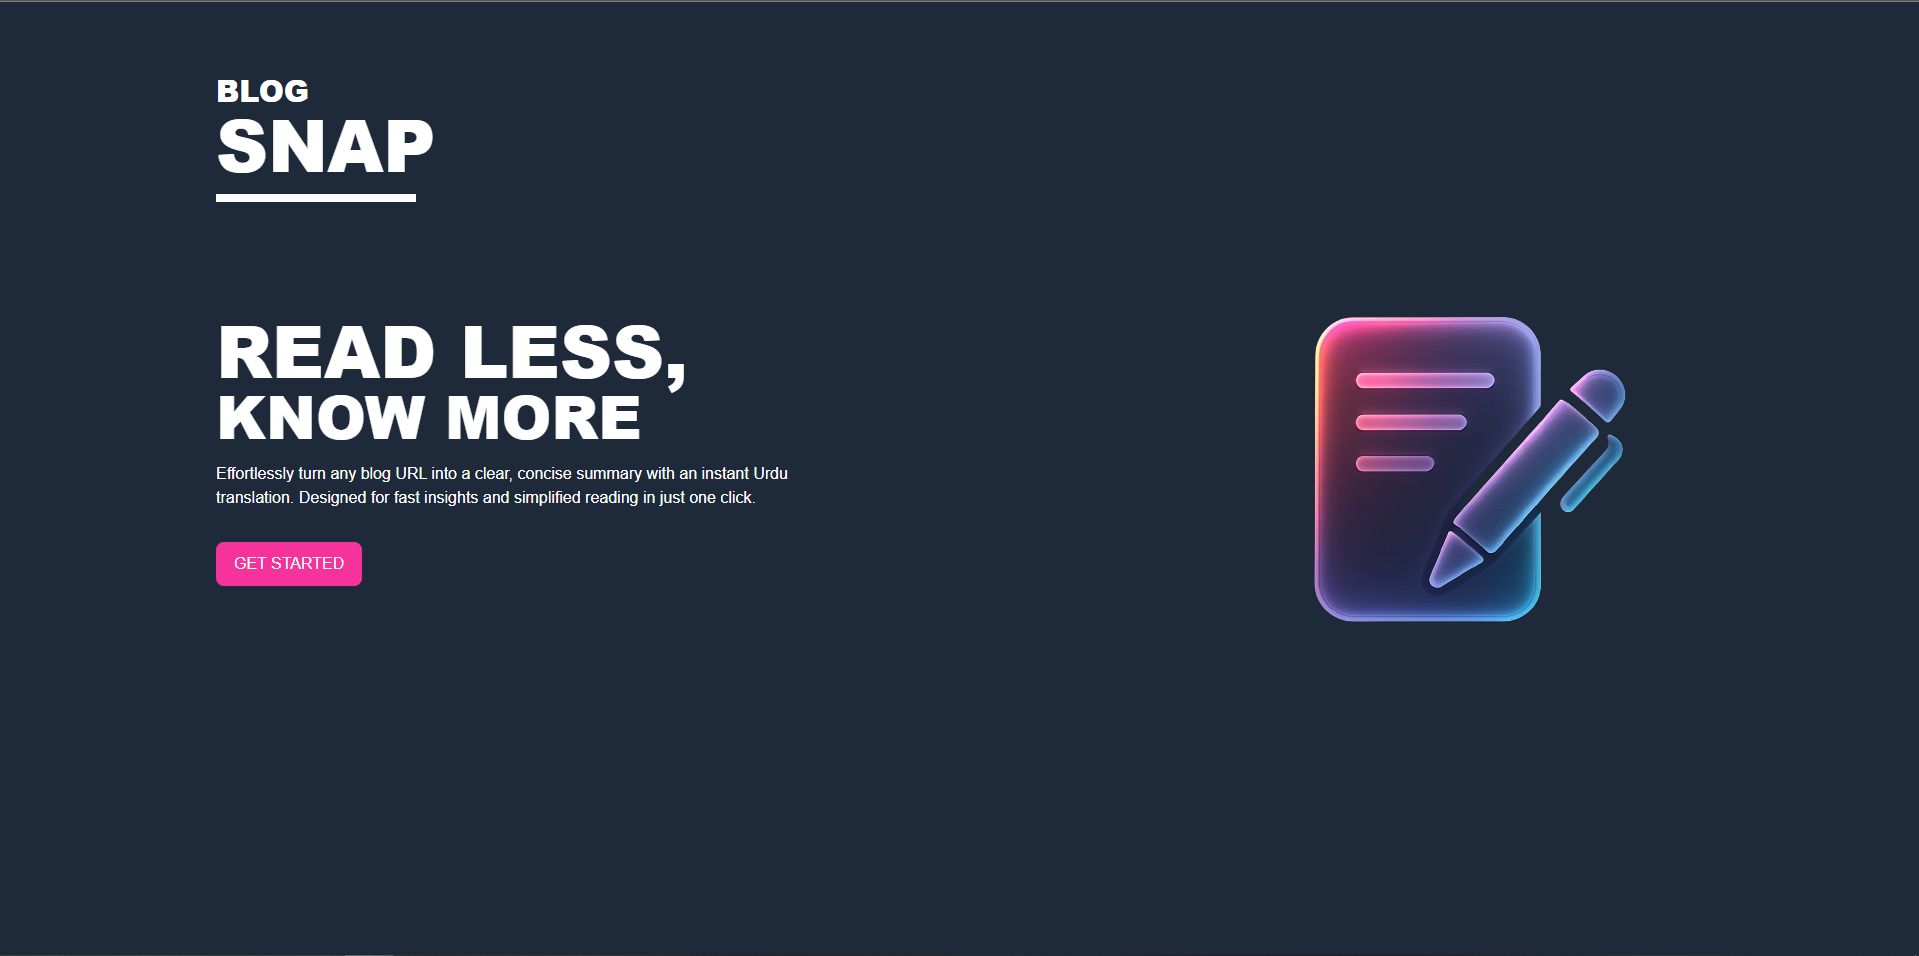 BLOG
SNAP
READ LESS,
KNOW MORE
Effortlessly turn any blog URL into a clear, concise summary with an instant Urdu
translation. Designed for fast insights and simplified reading in just one click.
GET STARTED